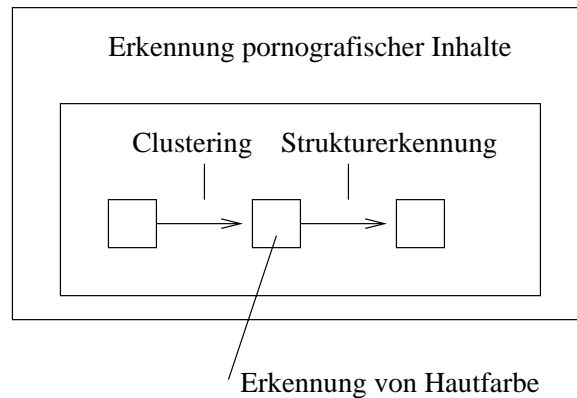 Erkennung pornografischer Inhalte
Clustering
Strukturerkennung
Erkennung von Hautfarbe